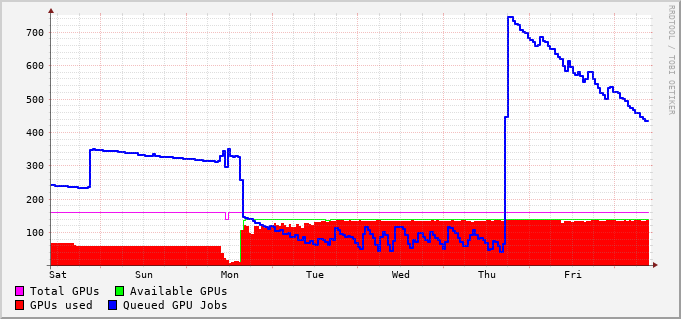 700
600
500
400
300
200
100
Sat Sun Mon Tue Wed Thu Fri
Total GPUs Available GPUs
GPUs used Queued GPU Jobs
RRDTOOL / TOBI OETIKER